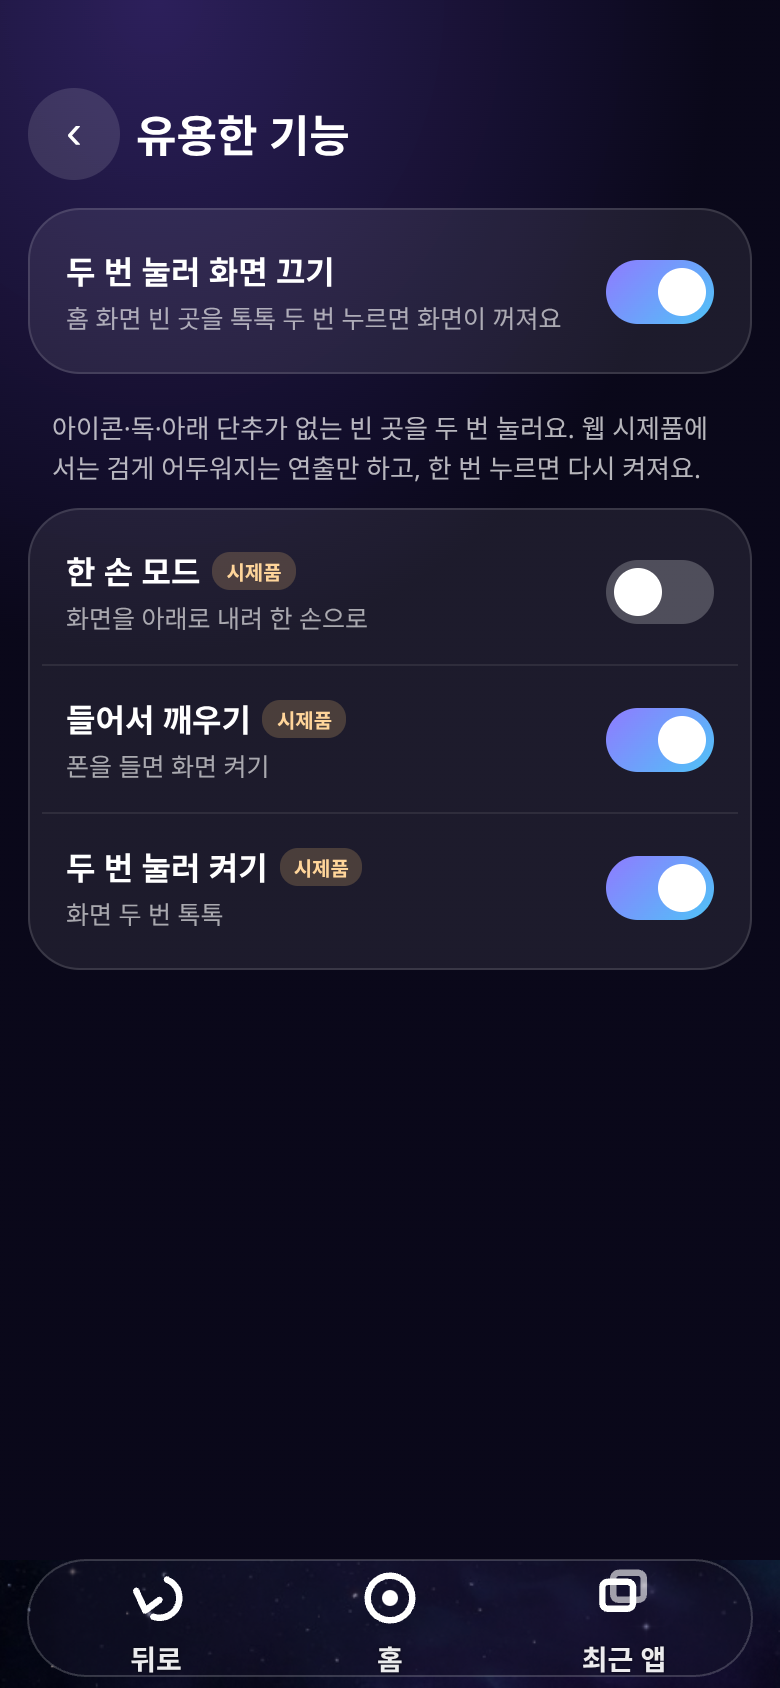 ‹ 유용한 기능
두 번 눌러 화면 끄기
홈 화면 빈 곳을 톡톡 두 번 누르면 화면이 꺼져요
아이콘·독·아래 단추가 없는 빈 곳을 두 번 눌러요. 웹 시제품에
서는 검게 어두워지는 연출만 하고, 한 번 누르면 다시 켜져요.
한 손 모드 시제품
화면을 아래로 내려 한 손으로
들어서 깨우기 시제품
폰을 들면 화면 켜기
두 번 눌러 켜기 시제품
화면 두 번 톡톡
뒤로 홈 최근 앱